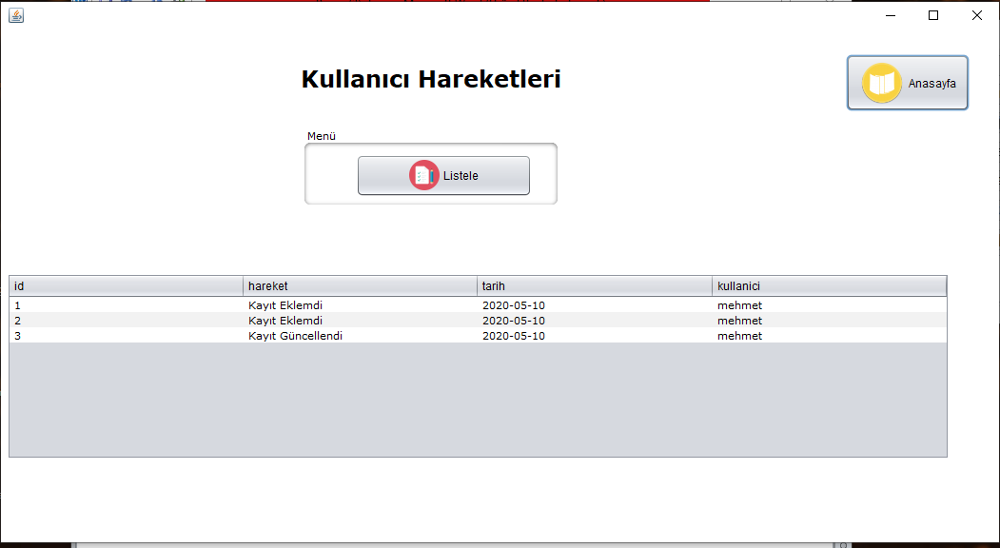 Kullanıcı Hareketleri
Anasayfa
Menü
Listele
id hareket tarih kullanici
1 Kayıt Eklemdi 2020-05-10 mehmet
2 Kayıt Eklemdi 2020-05-10 mehmet
3 Kayıt Güncellendi 2020-05-10 mehmet